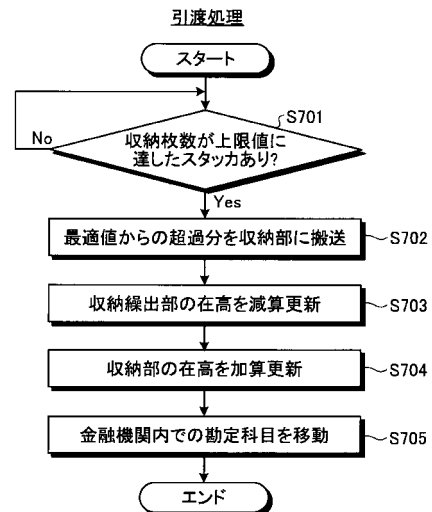 引渡処理
スタート
S701
収納枚数が上限値に
達したスタッカあり?
No
Yes
最適値からの超過分を収納部に搬送
S702
収納繰出部の在高を減算更新
S703
収納部の在高を加算更新
S704
金融機関内での勘定科目を移動
S705
エンド